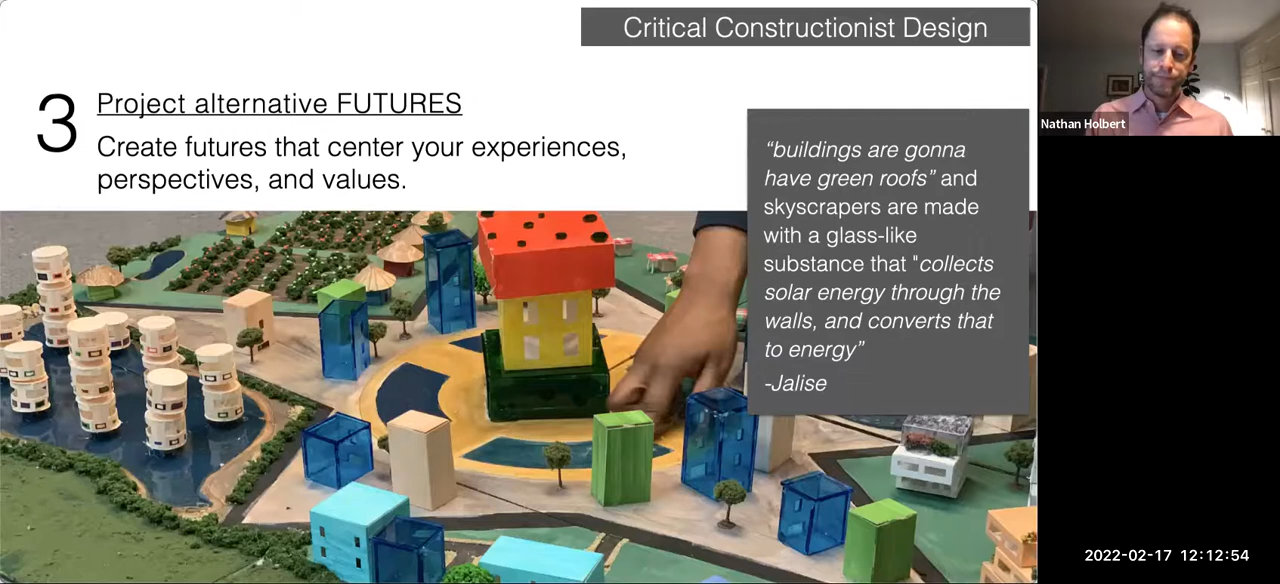 Critical Constructionist Design
3
Project alternative FUTURES
Create futures that center your experiences,
perspectives, and values.
“buildings are gonna
have green roofs” and
skyscrapers are made
with a glass-like
substance that "collects
solar energy through the
walls, and converts that
to energy”
-Jalise
Nathan Holbert
2022-02-17 12:12:54